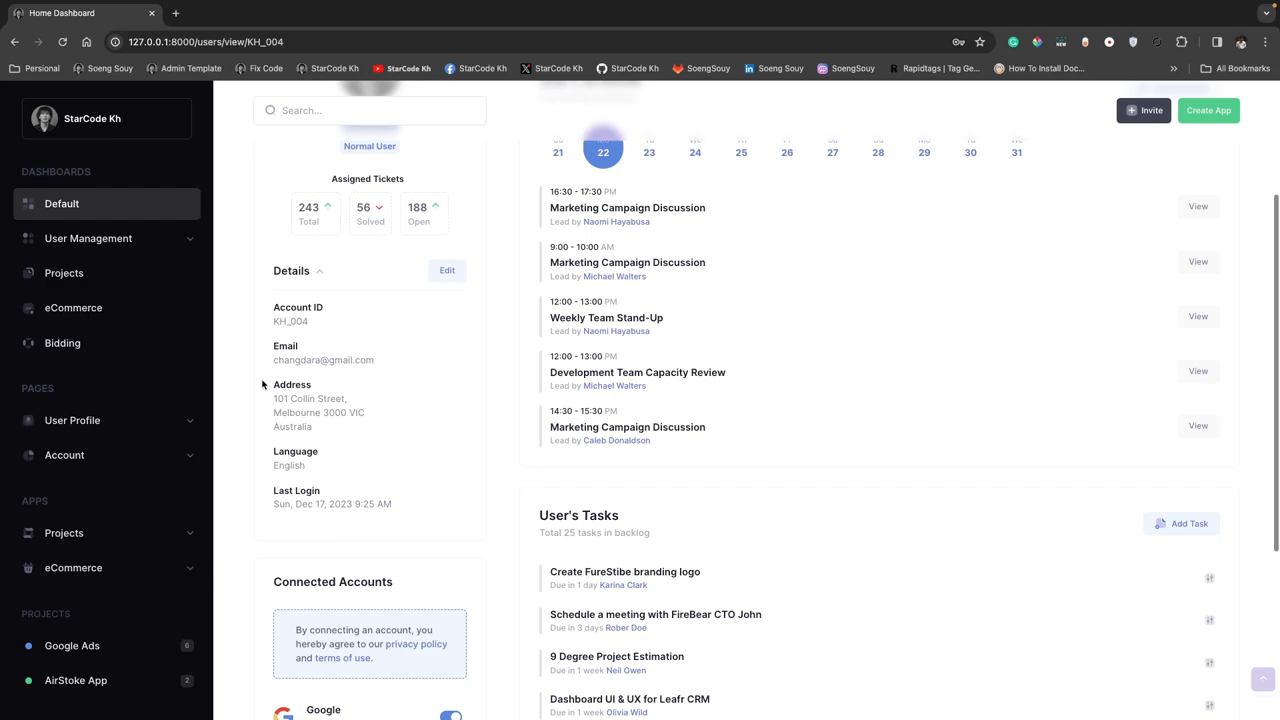 Home Dashboard
127.0.0.1:8000/users/view/KH_004
Personal
Soeng Souy
Admin Template
Fix Code
StarCode Kh
StarCode Kh
StarCode Kh
StarCode Kh
StarCode Kh
SoengSouy
Soeng Souy
SoengSouy
Rapidtags | Tag Ge...
How To Install Doc...
All Bookmarks
StarCode Kh
DASHBOARDS
Default
User Management
Projects
eCommerce
Bidding
PAGES
User Profile
Account
APPS
Projects
eCommerce
PROJECTS
Google Ads 6
AirStoke App 2
Search...
Invite
Create App
Normal User
Assigned Tickets
243 56 188
Total Solved Open
Details
Edit
Account ID
KH_004
Email
changdara@gmail.com
Address
101 Collin Street,
Melbourne 3000 VIC
Australia
Language
English
Last Login
Sun, Dec 17, 2023 9:25 AM
Connected Accounts
By connecting an account, you
hereby agree to our privacy policy
and terms of use.
Google
21 22 23 24 25 26 27 28 29 30 31
16:30 - 17:30 PM
Marketing Campaign Discussion
Lead by Naomi Hayabusa
View
9:00 - 10:00 AM
Marketing Campaign Discussion
Lead by Michael Walters
View
12:00 - 13:00 PM
Weekly Team Stand-Up
Lead by Naomi Hayabusa
View
12:00 - 13:00 PM
Development Team Capacity Review
Lead by Michael Walters
View
14:30 - 15:30 PM
Marketing Campaign Discussion
Lead by Caleb Donaldson
View
User's Tasks
Total 25 tasks in backlog
Add Task
Create FureStibe branding logo
Due in 1 day Karina Clark
Schedule a meeting with FireBear CTO John
Due in 3 days Rober Doe
9 Degree Project Estimation
Due in 1 week Neil Owen
Dashboard UI & UX for Leafr CRM
Due in 1 week Olivia Wild